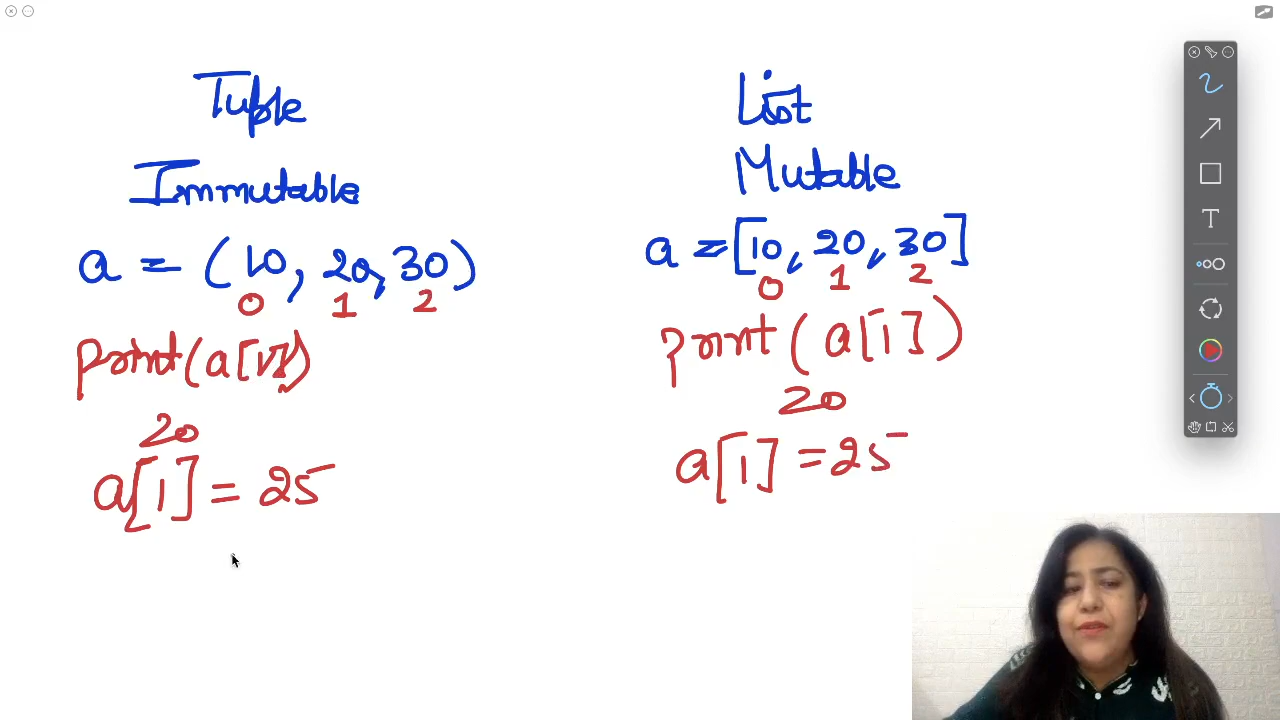 Tuple
Immutable
a = (10, 20, 30)
0 1 2
print(a[1])
20
a[1] = 25
List
Mutable
a = [10, 20, 30]
0 1 2
print(a[1])
20
a[1] = 25
T